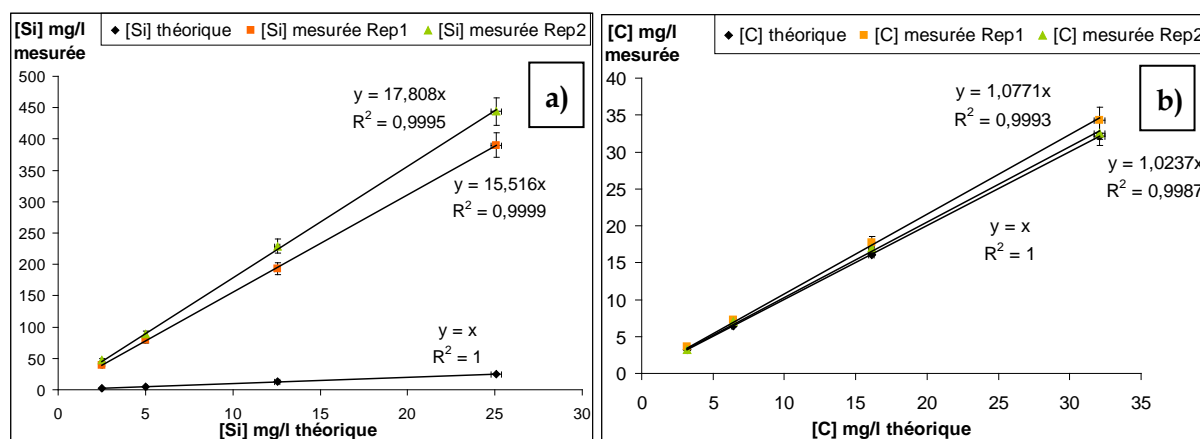 [Si] mg/l
mesurée
[Si] théorique [Si] mesurée Rep1 [Si] mesurée Rep2
a)
500
450
400
350
300
250
200
150
100
50
0
y = 17,808x
R² = 0,9995
y = 15,516x
R² = 0,9999
y = x
R² = 1
0 5 10 15 20 25 30
[Si] mg/l théorique
[C] mg/l
mesurée
[C] théorique [C] mesurée Rep1 [C] mesurée Rep2
b)
40
35
30
25
20
15
10
5
0
y = 1,0771x
R² = 0,9993
y = 1,0237x
R² = 0,9987
y = x
R² = 1
0 5 10 15 20 25 30 35
[C] mg/l théorique